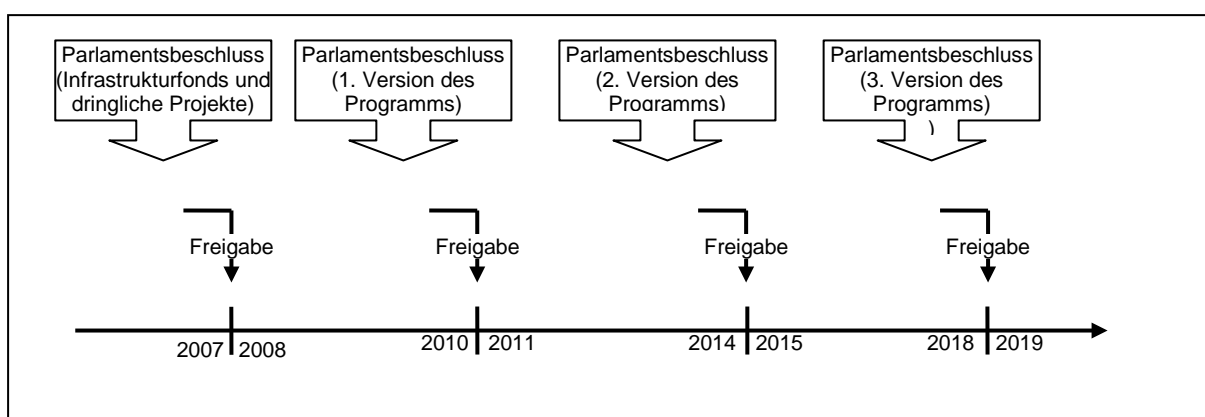 Parlamentsbeschluss
(Infrastrukturfonds und
dringliche Projekte)
Parlamentsbeschluss
(1. Version des
Programms)
Parlamentsbeschluss
(2. Version des
Programms)
Parlamentsbeschluss
(3. Version des
Programms)
)
Freigabe
Freigabe
Freigabe
Freigabe
2007 2008
2010 2011
2014 2015
2018 2019